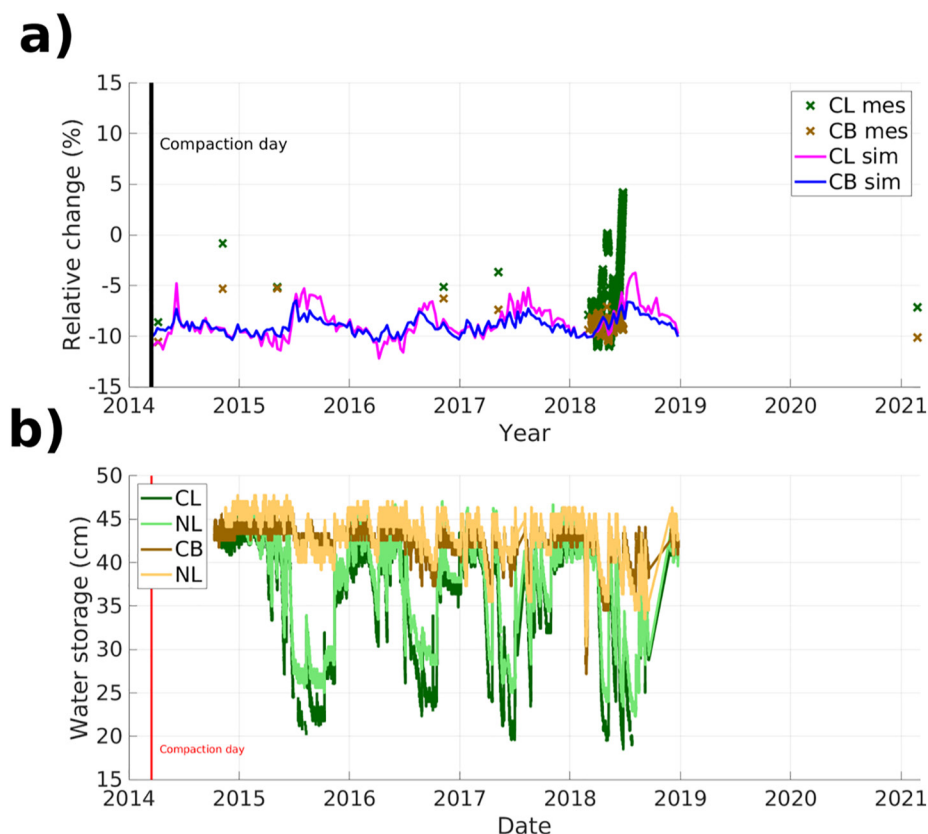 a)
15
10
5
0
-5
-10
-15
Relative change (%)
Compaction day
CL mes
CB mes
CL sim
CB sim
2014 2015 2016 2017 2018 2019 2020 2021
Year
b)
50
45
40
35
30
25
20
15
Water storage (cm)
CL
NL
CB
NL
Compaction day
2014 2015 2016 2017 2018 2019 2020 2021
Date